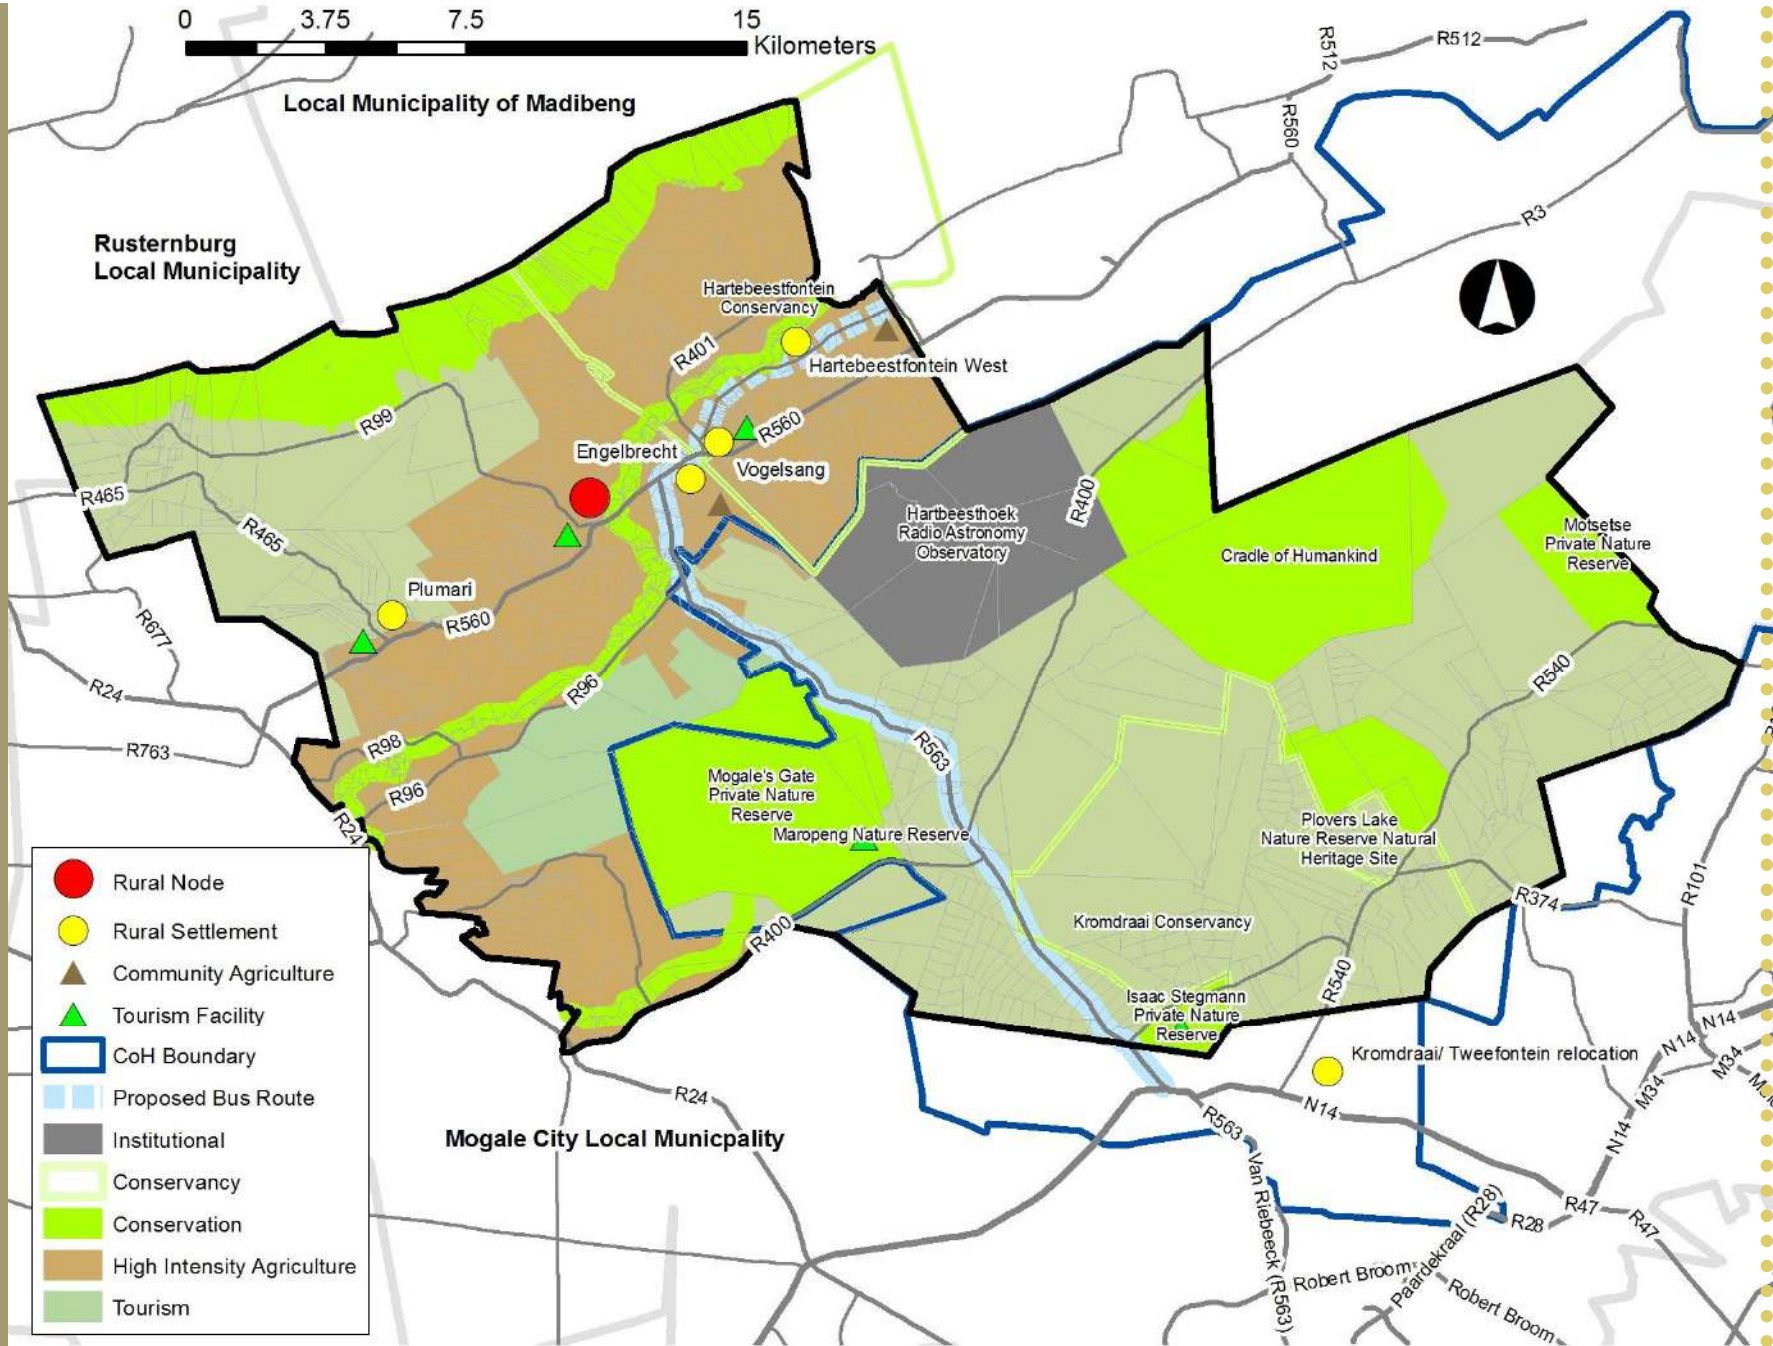 0 3.75 7.5 15
Kilometers
R512
R512
Local Municipality of Madibeng
R560
R3
Rusternburg
Local Municipality
Hartebeestfontein
Conservancy
R401
Hartebeestfontein West
R99
R560
Engelbrecht
Vogelsang
R465
R465
R400
Hartbeesthoek
Radio Astronomy
Observatory
Cradle of Humankind
Motsetse
Private Nature
Reserve
Plumari
R560
R677
R24
R763
R96
R540
R98
R96
R563
R24
Mogale's Gate
Private Nature
Reserve
Maropeng Nature Reserve
Plovers Lake
Nature Reserve Natural
Heritage Site
R101
R374
Kromdraai Conservancy
R400
R540
Isaac Stegmann
Private Nature
Reserve
Rural Node
Rural Settlement
Community Agriculture
Tourism Facility
CoH Boundary
Proposed Bus Route
Institutional
Conservancy
Conservation
High Intensity Agriculture
Tourism
Kromdraai/ Tweefontein relocation
N14
N14
M34
M34
N14
R24
N14
Mogale City Local Municpality
R563
Van Riebeeck (R563)
R47
R47
R28
Paardekraal (R28)
Robert Broom
Robert Broom